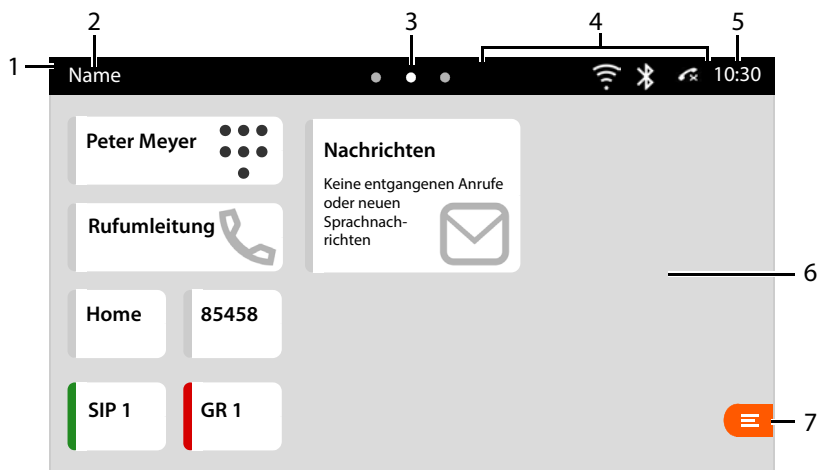 2 3 4 5
1 Name 10:30
Peter Meyer
Nachrichten
Keine entgangenen Anrufe
oder neuen
Sprachnach-
richten
Rufumleitung
6
Home 85458
SIP 1 GR 1
7